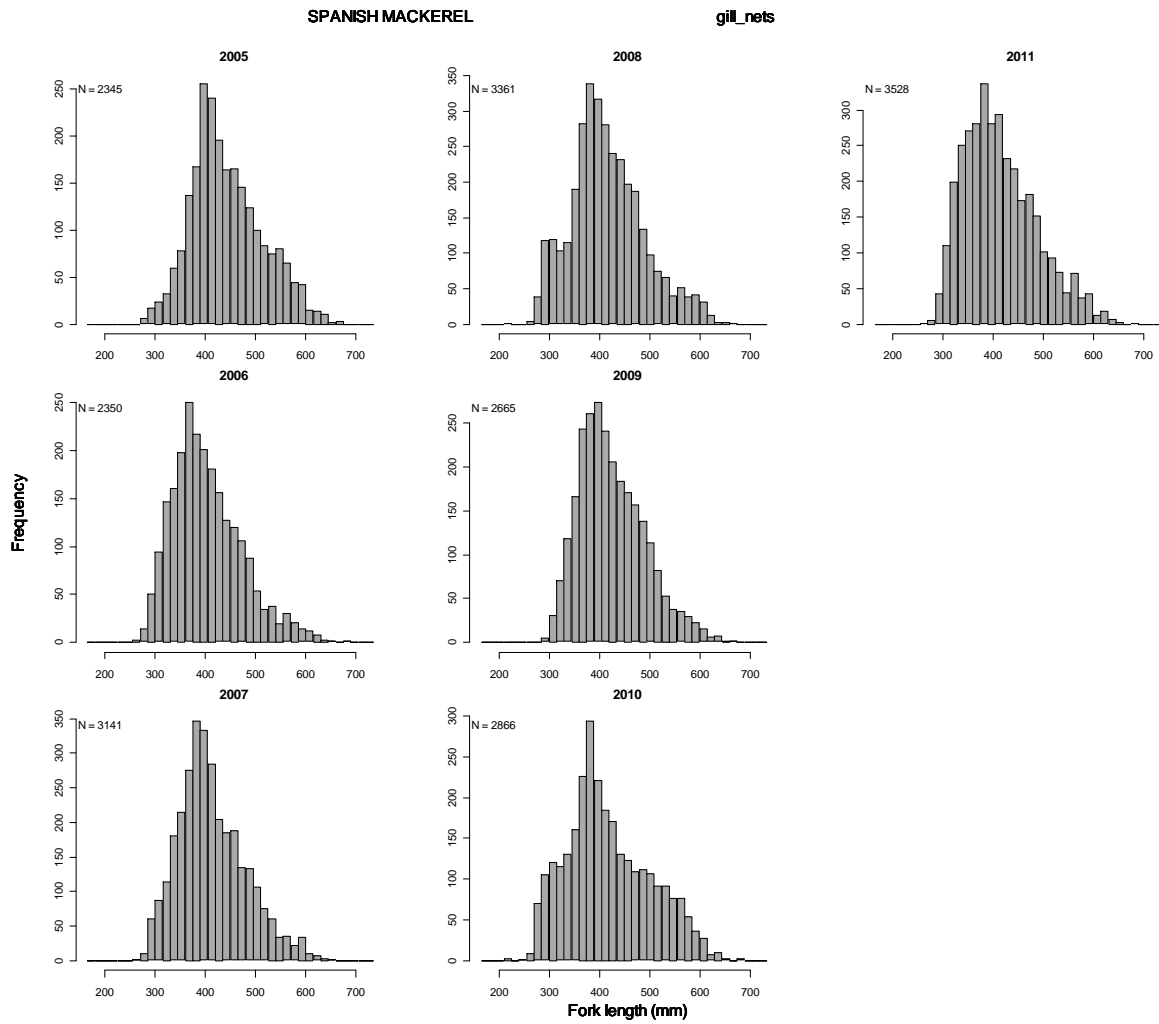 SPANISH MACKEREL gill_nets
2005
N = 2345
0 50 100 150 200 250
200 300 400 500 600 700
2008
N = 3361
0 50 100 150 200 250 300 350
200 300 400 500 600 700
2011
N = 3528
0 50 100 150 200 250 300
200 300 400 500 600 700
2006
N = 2350
0 50 100 150 200 250
200 300 400 500 600 700
2009
N = 2665
0 50 100 150 200 250
200 300 400 500 600 700
Frequency
2007
N = 3141
0 50 100 150 200 250 300 350
200 300 400 500 600 700
2010
N = 2866
0 50 100 150 200 250 300
200 300 400 500 600 700
Fork length (mm)